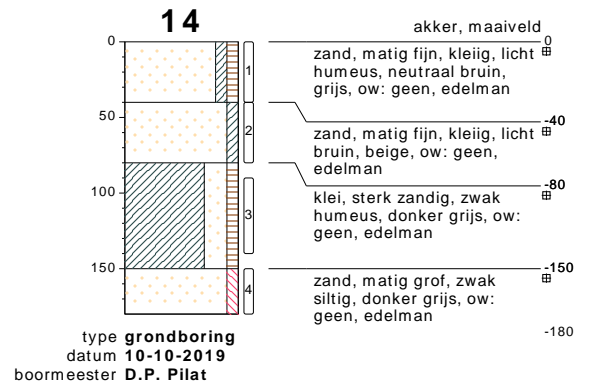 14
akker, maaiveld
0
0
zand, matig fijn, kleiig, licht
humeus, neutraal bruin,
grijs, ow: geen, edelman
1
50
-40
zand, matig fijn, kleiig, licht
bruin, beige, ow: geen,
edelman
2
100
-80
klei, sterk zandig, zwak
humeus, donker grijs, ow:
geen, edelman
3
150
-150
zand, matig grof, zwak
siltig, donker grijs, ow:
geen, edelman
4
-180
type grondboring
datum 10-10-2019
boormeester D.P. Pilat